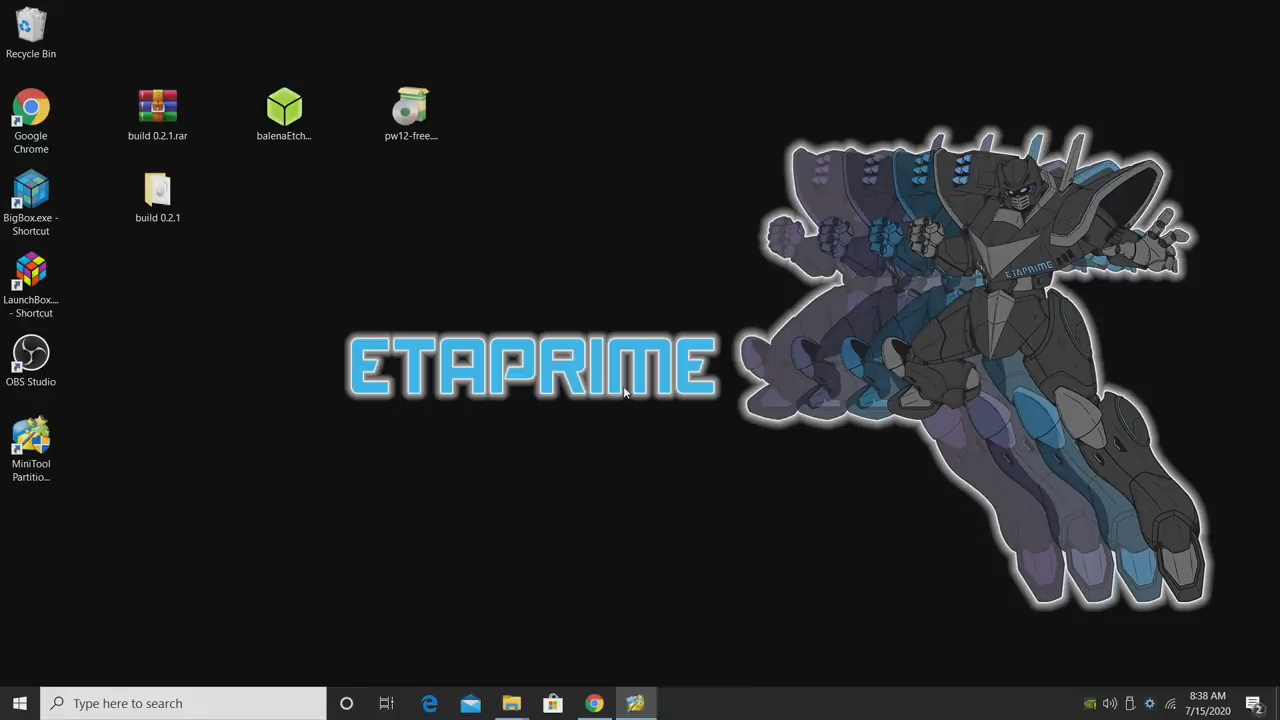 Recycle Bin
Google
Chrome
build 0.2.1.rar
balenaEtch...
pw12-free....
BigBox.exe -
Shortcut
build 0.2.1
LaunchBox....
- Shortcut
OBS Studio
MiniTool
Partitio...
ETAPRIME
ETAPRIME
Type here to search
8:38 AM
7/15/2020
2